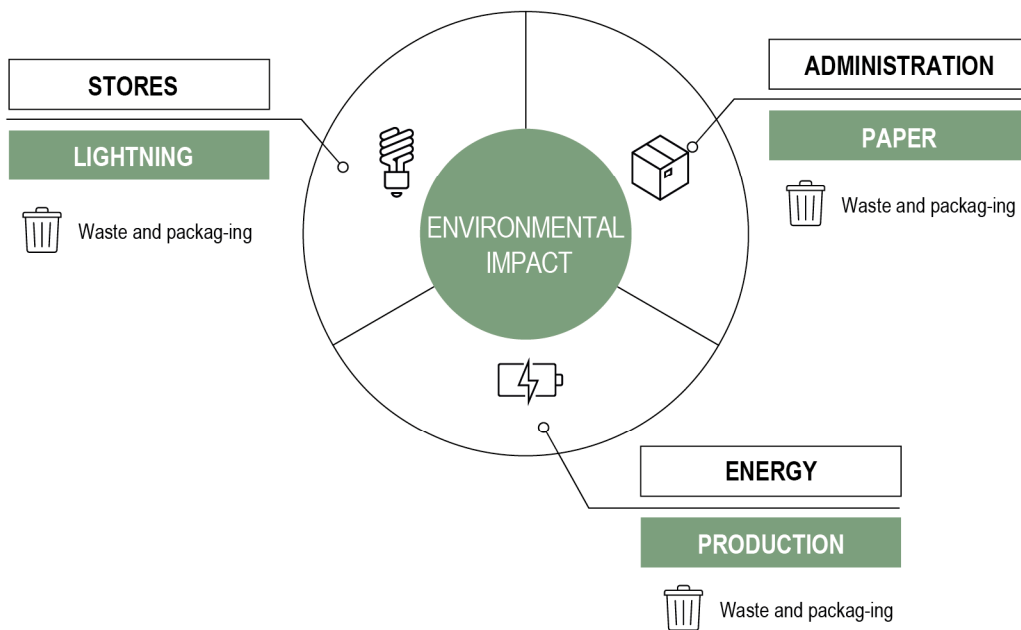 STORES
LIGHTNING
Waste and packag-ing
ENVIRONMENTAL
IMPACT
ADMINISTRATION
PAPER
Waste and packag-ing
ENERGY
PRODUCTION
Waste and packag-ing